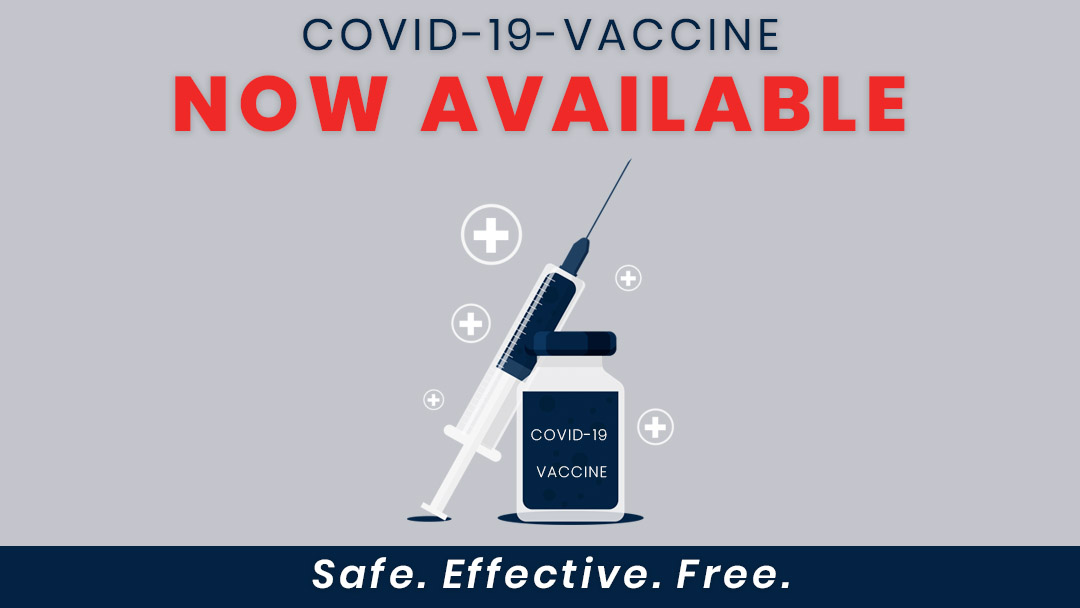 COVID-19-VACCINE
NOW AVAILABLE
COVID-19
VACCINE
Safe. Effective. Free.